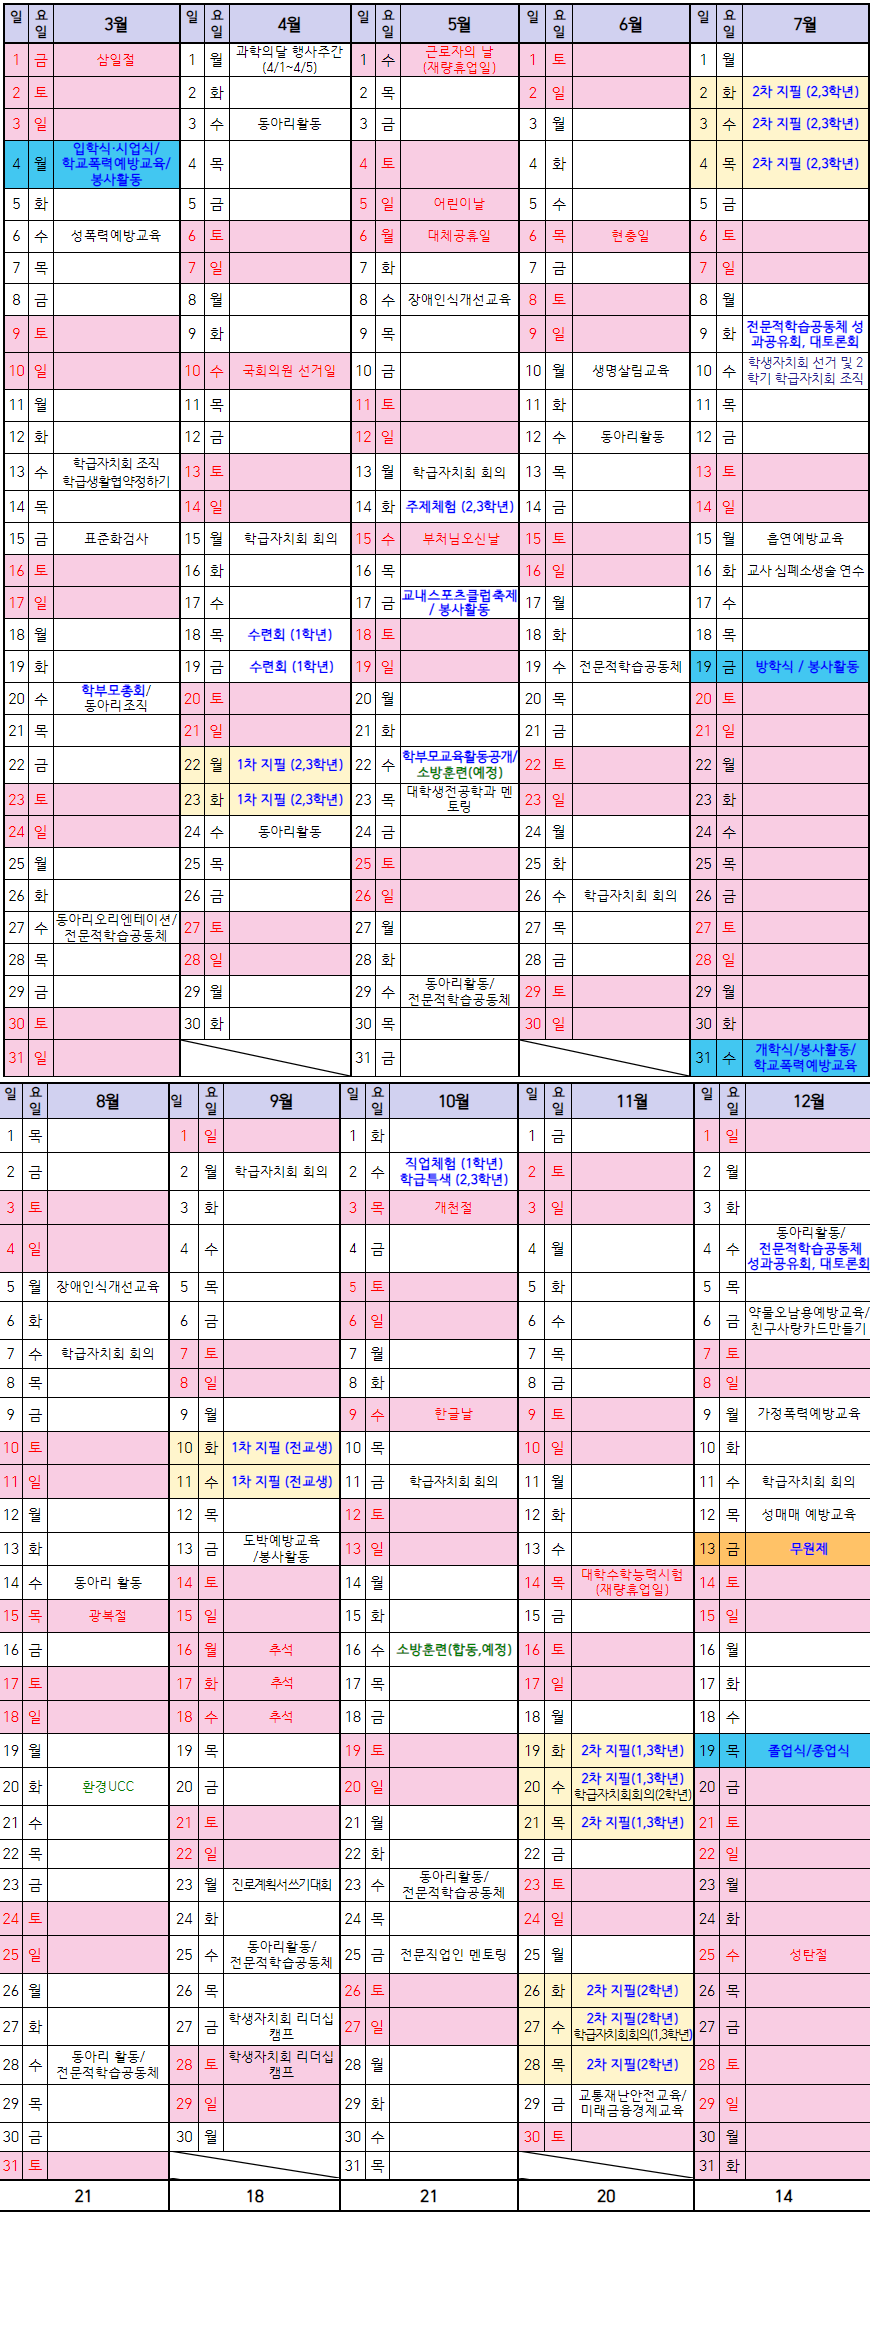 일 요일 3월 일 요일 4월 일 요일 5월 일 요일 6월 일 요일 7월
1 금 삼일절 1 월 과학의달 행사주간 (4/1~4/5) 1 수 근로자의 날 (재량휴업일) 1 토 1 월
2 토 2 화 2 목 2 일 2 화 2차 지필 (2,3학년)
3 일 3 수 동아리활동 3 금 3 월 3 수 2차 지필 (2,3학년)
4 월 입학식·시업식/ 학교폭력예방교육/ 봉사활동 4 목 4 토 4 화 4 목 2차 지필 (2,3학년)
5 화 5 금 5 일 어린이날 5 수 5 금
6 수 성폭력예방교육 6 토 6 월 대체공휴일 6 목 현충일 6 토
7 목 7 일 7 화 7 금 7 일
8 금 8 월 8 수 장애인식개선교육 8 토 8 월
9 토 9 화 9 목 9 일 9 화 전문적학습공동체 성과공유회, 대토론회
10 일 10 수 국회의원 선거일 10 금 10 월 생명살림교육 10 수 학생자치회 선거 및 2학기 학급자치회 조직
11 월 11 목 11 토 11 화 11 목
12 화 12 금 12 일 12 수 동아리활동 12 금
13 수 학급자치회 조직 학급생활협약정하기 13 토 13 월 학급자치회 회의 13 목 13 토
14 목 14 일 14 화 주제체험 (2,3학년) 14 금 14 일
15 금 표준화검사 15 월 학급자치회 회의 15 수 부처님오신날 15 토 15 월 흡연예방교육
16 토 16 화 16 목 16 일 16 화 교사 심폐소생술 연수
17 일 17 수 17 금 교내스포츠클럽축제 / 봉사활동 17 월 17 수
18 월 18 목 수련회 (1학년) 18 토 18 화 18 목
19 화 19 금 수련회 (1학년) 19 일 19 수 전문적학습공동체 19 금 방학식 / 봉사활동
20 수 학부모총회/ 동아리조직 20 토 20 월 20 목 20 토
21 목 21 일 21 화 21 금 21 일
22 금 22 월 1차 지필 (2,3학년) 22 수 학부모교육활동공개/ 소방훈련(예정) 22 토 22 월
23 토 23 화 1차 지필 (2,3학년) 23 목 대학생전공학과 멘토링 23 일 23 화
24 일 24 수 동아리활동 24 금 24 월 24 수
25 월 25 목 25 토 25 화 25 목
26 화 26 금 26 일 26 수 학급자치회 회의 26 금
27 수 동아리오리엔테이션/ 전문적학습공동체 27 토 27 월 27 목 27 토
28 목 28 일 28 화 28 금 28 일
29 금 29 월 29 수 동아리활동/ 전문적학습공동체 29 토 29 월
30 토 30 화 30 목 30 일 30 화
31 일 31 금 31 수 개학식/봉사활동/ 학교폭력예방교육
일 요일 8월 일 요일 9월 일 요일 10월 일 요일 11월 일 요일 12월
1 목 1 일 1 화 1 금 1 일
2 금 2 월 학급자치회 회의 2 수 직업체험 (1학년) 학급특색 (2,3학년) 2 토 2 월
3 토 3 화 3 목 개천절 3 일 3 화
4 일 4 수 4 금 4 월 4 수 동아리활동/ 전문적학습공동체 성과공유회, 대토론회
5 월 장애인식개선교육 5 목 5 토 5 화 5 목
6 화 6 금 6 일 6 수 6 금 약물오남용예방교육/ 친구사랑카드만들기
7 수 학급자치회 회의 7 토 7 월 7 목 7 토
8 목 8 일 8 화 8 금 8 일
9 금 9 월 9 수 한글날 9 토 9 월 가정폭력예방교육
10 토 10 화 1차 지필 (전교생) 10 목 10 일 10 화
11 일 11 수 1차 지필 (전교생) 11 금 학급자치회 회의 11 월 11 수 학급자치회 회의
12 월 12 목 12 토 12 화 12 목 성매매 예방교육
13 화 13 금 도박예방교육 /봉사활동 13 일 13 수 13 금 무원제
14 수 동아리 활동 14 토 14 월 14 목 대학수학능력시험 (재량휴업일) 14 토
15 목 광복절 15 일 15 화 15 금 15 일
16 금 16 월 추석 16 수 소방훈련(합동,예정) 16 토 16 월
17 토 17 화 추석 17 목 17 일 17 화
18 일 18 수 추석 18 금 18 월 18 수
19 월 19 목 19 토 19 화 2차 지필(1,3학년) 19 목 졸업식/종업식
20 화 환경UCC 20 금 20 일 20 수 2차 지필(1,3학년) 학급자치회회의(2학년) 20 금
21 수 21 토 21 월 21 목 2차 지필(1,3학년) 21 토
22 목 22 일 22 화 22 금 22 일
23 금 23 월 진로계획서쓰기대회 23 수 동아리활동/ 전문적학습공동체 23 토 23 월
24 토 24 화 24 목 24 일 24 화
25 일 25 수 동아리활동/ 전문적학습공동체 25 금 전문직업인 멘토링 25 월 25 수 성탄절
26 월 26 목 26 토 26 화 2차 지필(2학년) 26 목
27 화 27 금 학생자치회 리더십 캠프 27 일 27 수 2차 지필(2학년) 학급자치회회의(1,3학년) 27 금
28 수 동아리 활동/ 전문적학습공동체 28 토 학생자치회 리더십 캠프 28 월 28 목 2차 지필(2학년) 28 토
29 목 29 일 29 화 29 금 교통재난안전교육/ 미래금융경제교육 29 일
30 금 30 월 30 수 30 토 30 월
31 토 31 목 31 화
21 18 21 20 14